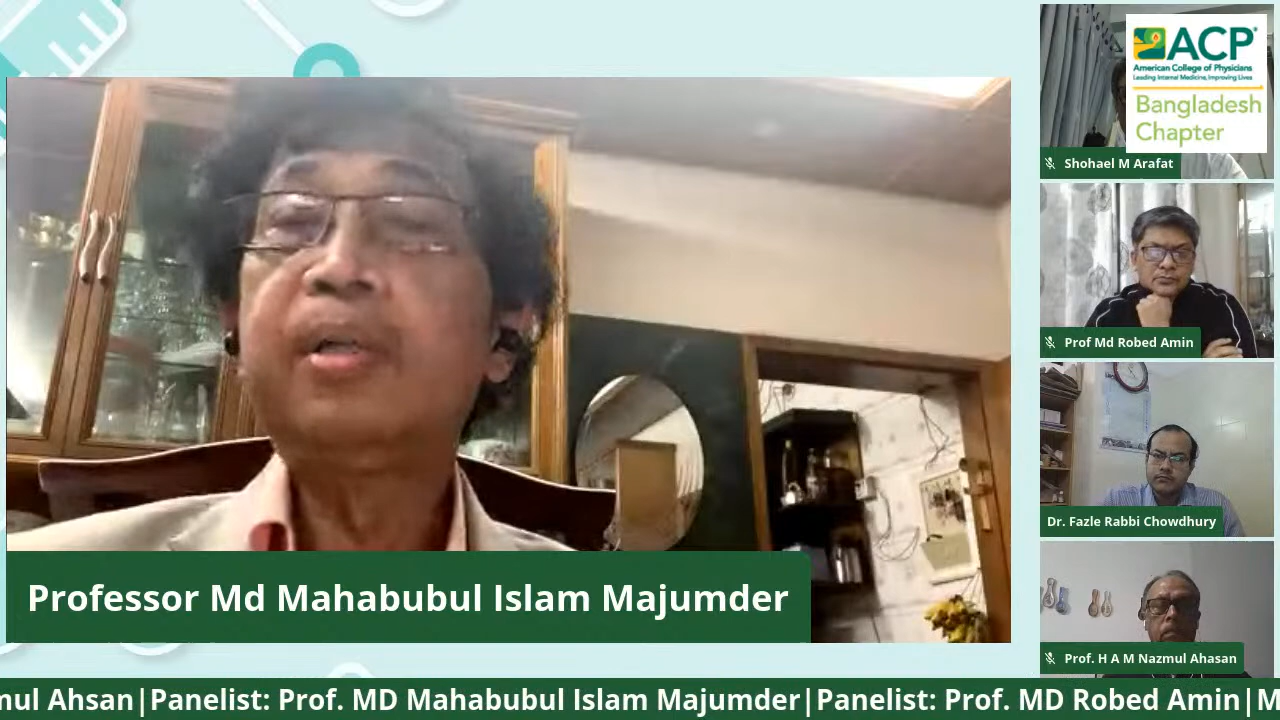 ACP
American College of Physicians
Leading Internal Medicine, Improving Lives
Bangladesh
Chapter
Shohael M Arafat
Prof Md Robed Amin
Dr. Fazle Rabbi Chowdhury
Prof. H A M Nazmul Ahasan
Professor Md Mahabubul Islam Majumder
mul Ahsan|Panelist: Prof. MD Mahabubul Islam Majumder|Panelist: Prof. MD Robed Amin|M